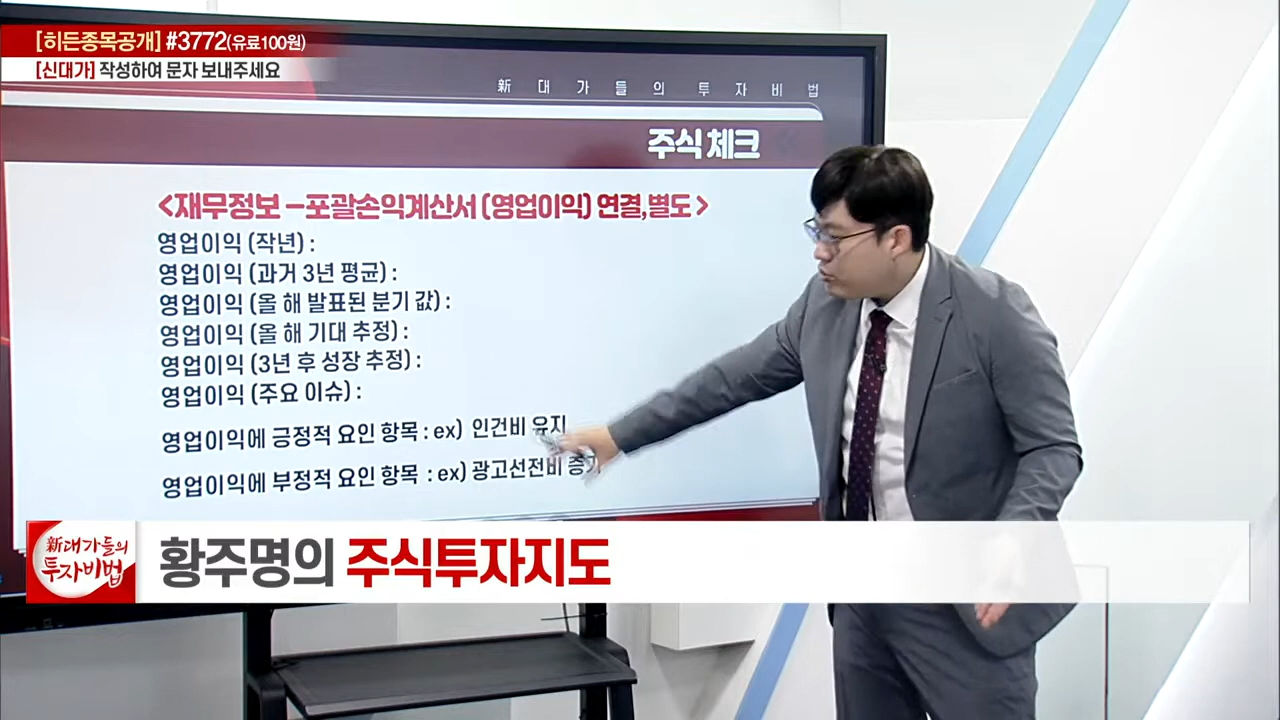 [히든종목공개] #3772(유료100원)
[신대가] 작성하여 문자 보내주세요
新 대 가 들 의 투 자 비 법
주식 체크
<재무정보 –포괄손익계산서 (영업이익) 연결,별도>
영업이익 (작년) :
영업이익 (과거 3년 평균) :
영업이익 (올 해 발표된 분기 값) :
영업이익 (올 해 기대 추정) :
영업이익 (3년 후 성장 추정) :
영업이익 (주요 이슈) :
영업이익에 긍정적 요인 항목 : ex) 인건비 유지
영업이익에 부정적 요인 항목 : ex) 광고선전비 증가
新대가들의
투자비법
황주명의 주식투자지도